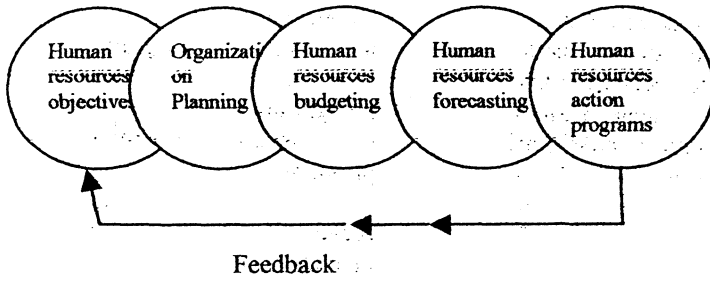 Human
resources
objectives
Organizati
on
Planning
Human
resources
budgeting
Human
resources
forecasting
Human
resources
action
programs
Feedback